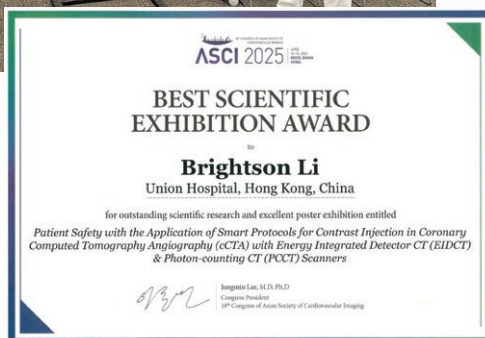 ASCI 2025
BEST SCIENTIFIC
EXHIBITION AWARD
to
Brightson Li
Union Hospital, Hong Kong, China
for outstanding scientific research and excellent poster exhibition entitled
Patient Safety with the Application of Smart Protocols for Contrast Injection in Coronary
Computed Tomography Angiography (cCTA) with Energy Integrated Detector CT (EIDCT)
& Photon-counting CT (PCCT) Scanners
Jongmin Lee, M.D, Ph.D
Congress President
18th Congress of Asian Society of Cardiovascular Imaging